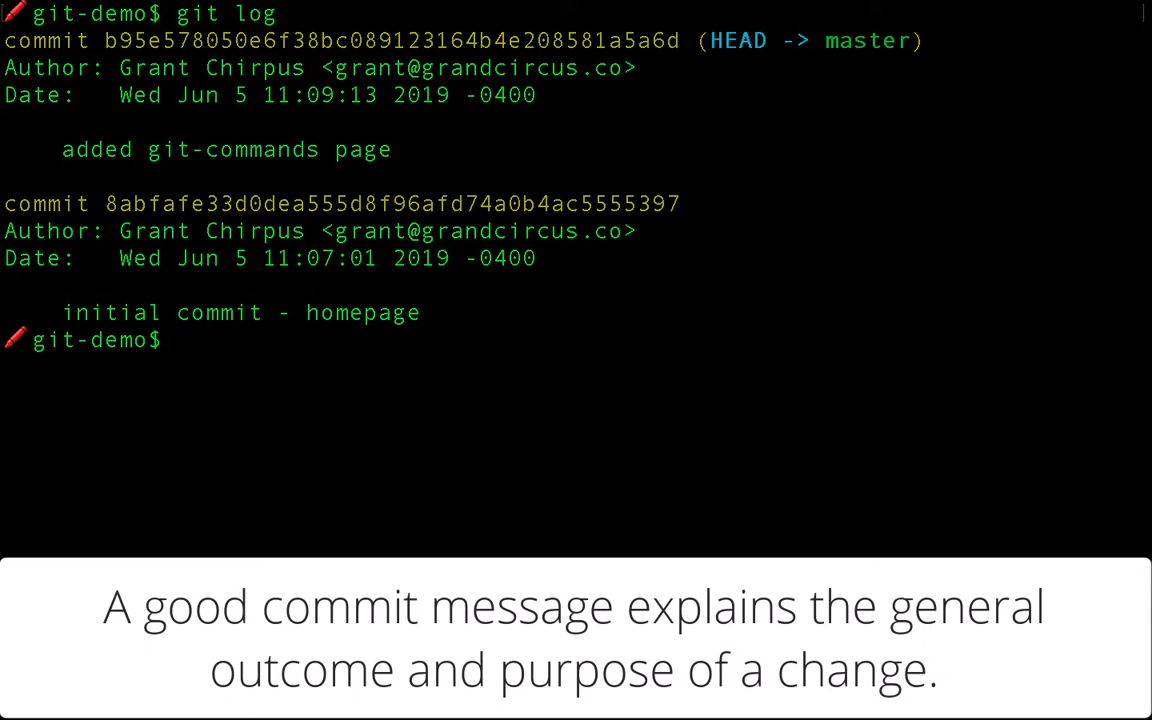 git-demo$ git log
commit b95e578050e6f38bc089123164b4e208581a5a6d (HEAD -> master)
Author: Grant Chirpus <grant@grandcircus.co>
Date:   Wed Jun 5 11:09:13 2019 -0400
added git-commands page
commit 8abfafe33d0dea555d8f96afd74a0b4ac5555397
Author: Grant Chirpus <grant@grandcircus.co>
Date:   Wed Jun 5 11:07:01 2019 -0400
initial commit - homepage
git-demo$
A good commit message explains the general
outcome and purpose of a change.